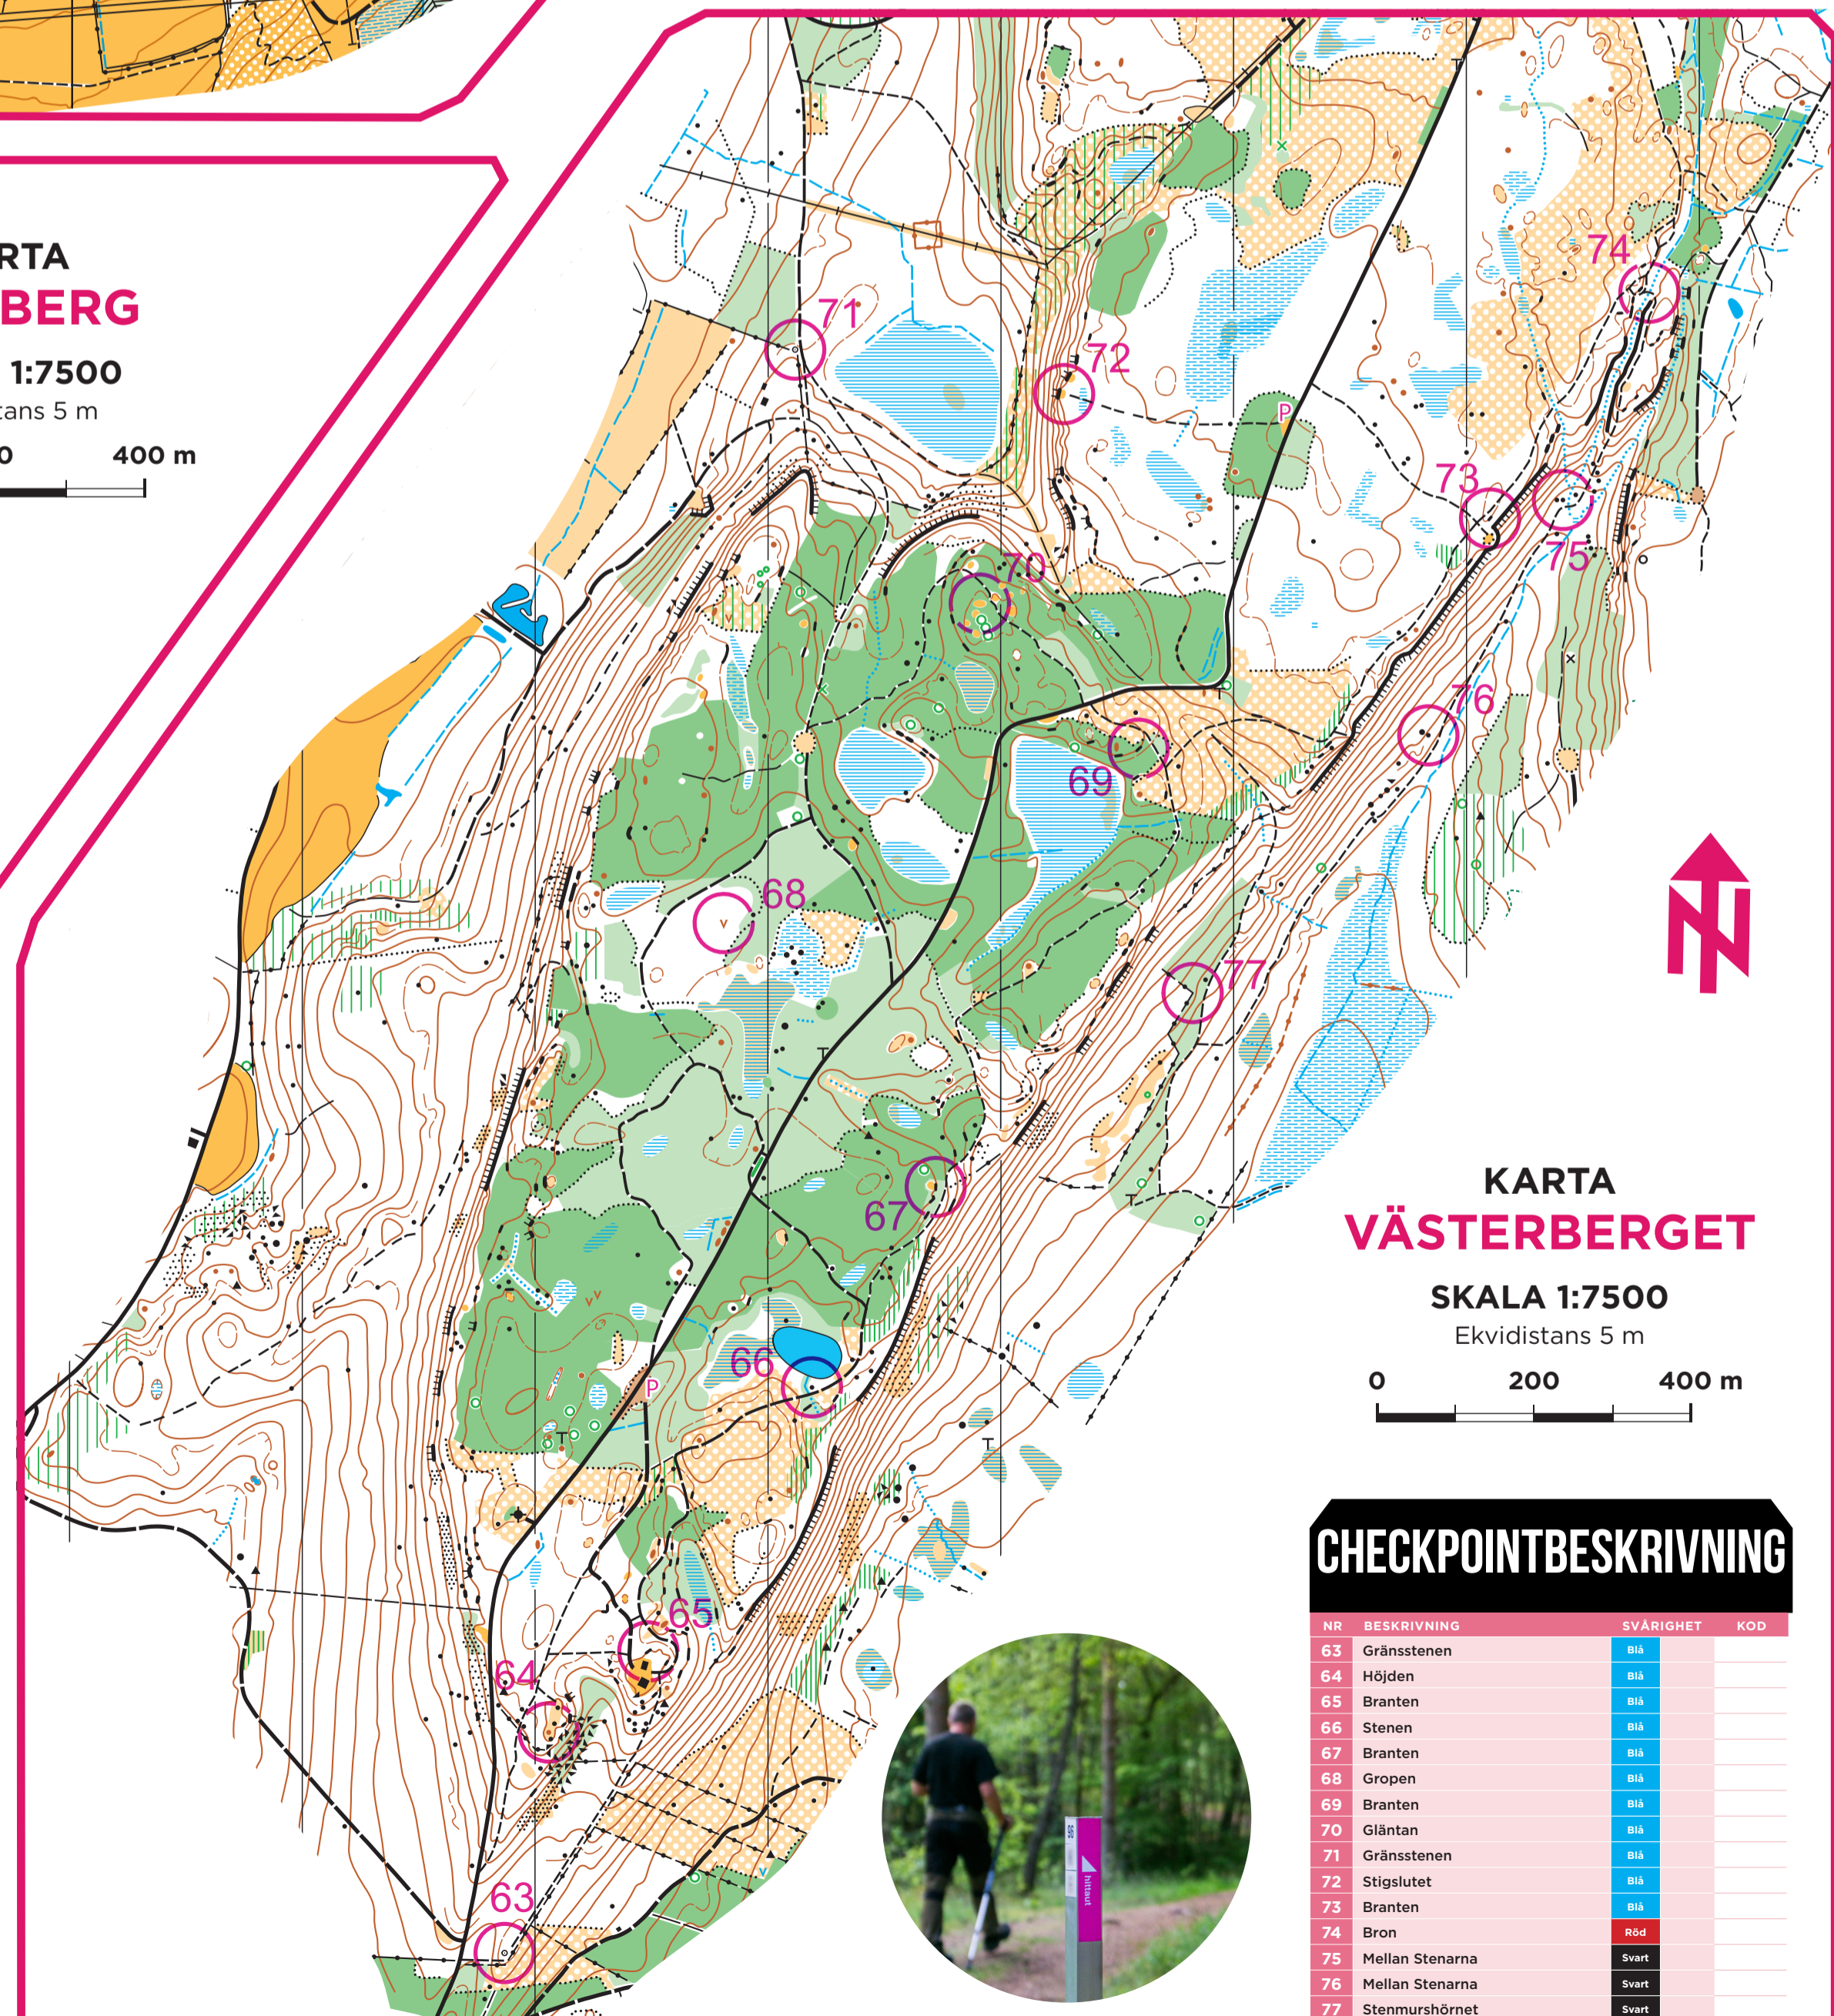 RTA
BERG
1:7500
tans 5 m
0
400 m
71
72
74
73
75
70
76
69
68
77
67
66
65
64
63
P
P
KARTA
VÄSTERBERGET
SKALA 1:7500
Ekvidistans 5 m
0 200 400 m
CHECKPOINTBESKRIVNING
NR BESKRIVNING SVÅRIGHET KOD
63 Gränsstenen Blå
64 Höjden Blå
65 Branten Blå
66 Stenen Blå
67 Branten Blå
68 Gropen Blå
69 Branten Blå
70 Gläntan Blå
71 Gränsstenen Blå
72 Stigslutet Blå
73 Branten Blå
74 Bron Röd
75 Mellan Stenarna Svart
76 Mellan Stenarna Svart
77 Stenmurshörnet Svart
hittaut